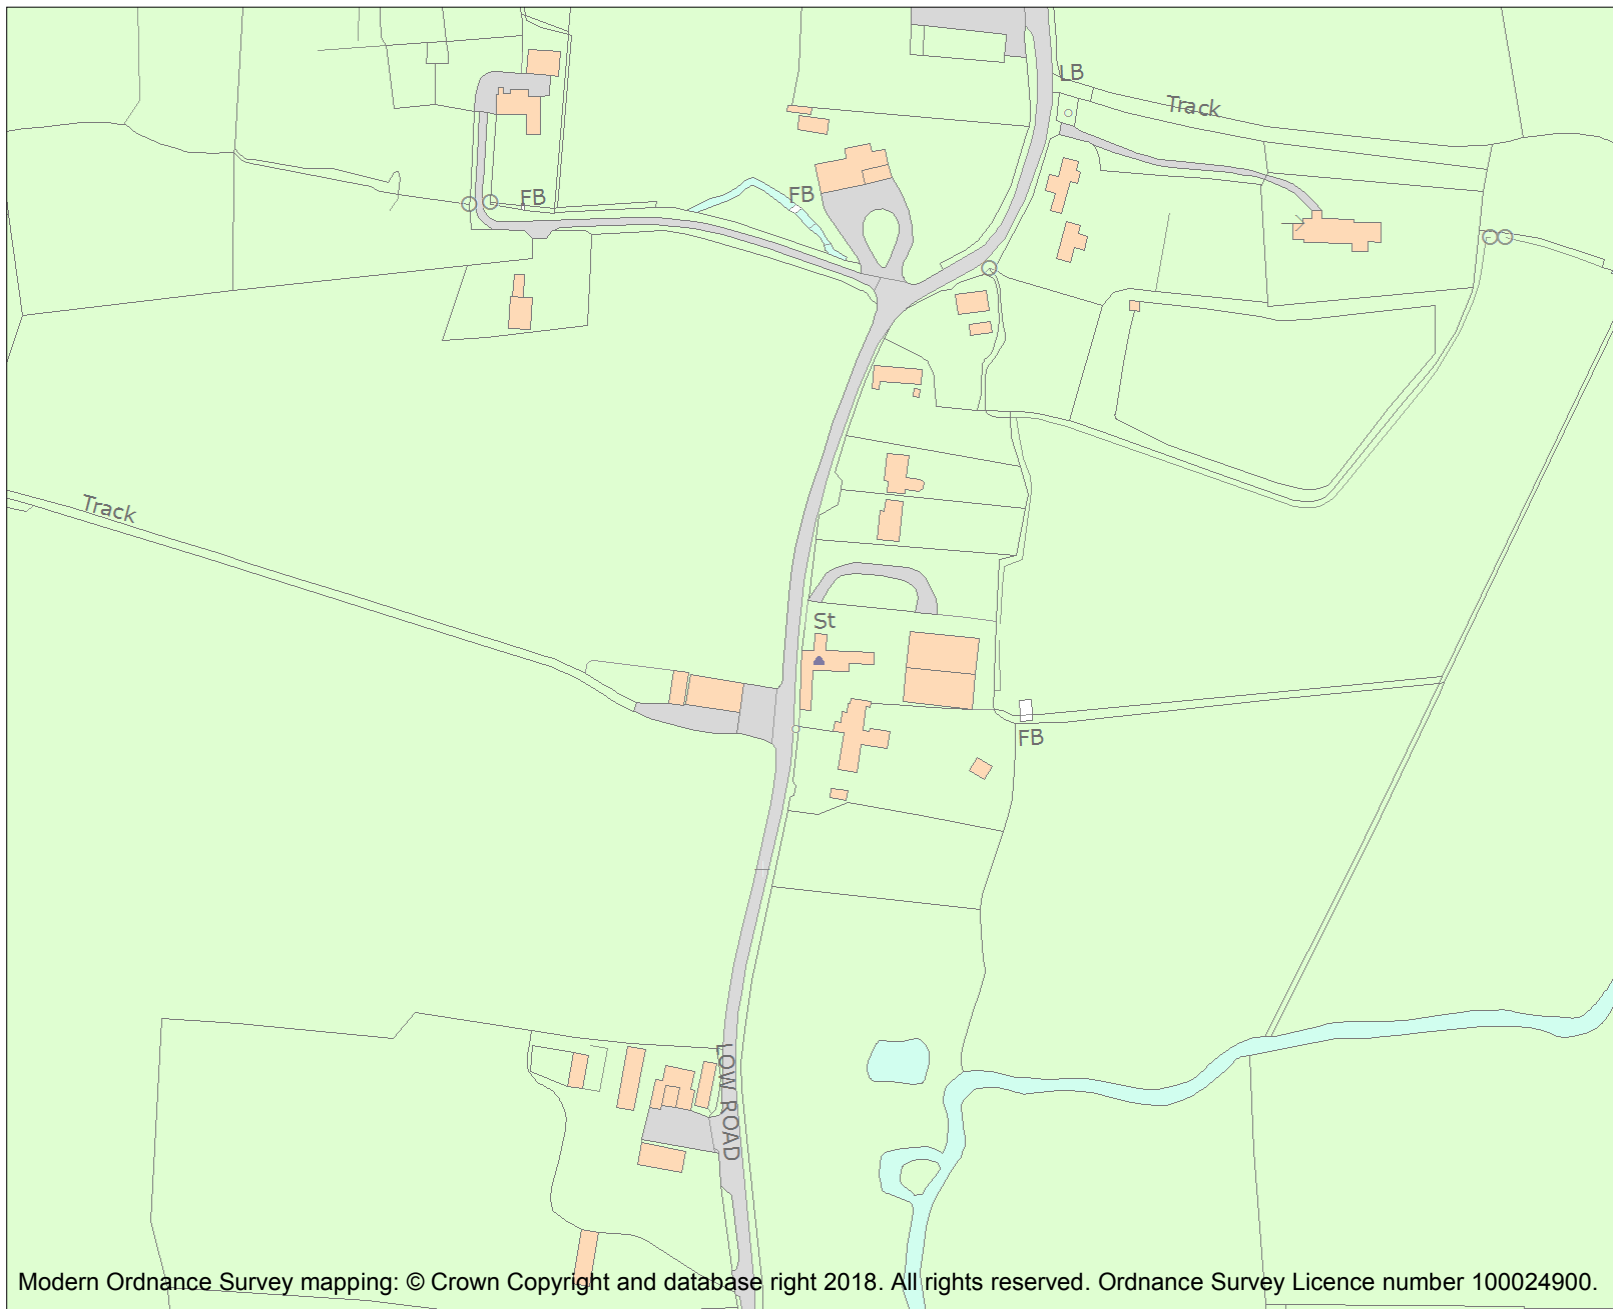 LB
Track
FB
FB
Track
St
FB
LOW ROAD
Modern Ordnance Survey mapping: © Crown Copyright and database right 2018. All rights reserved. Ordnance Survey Licence number 100024900.